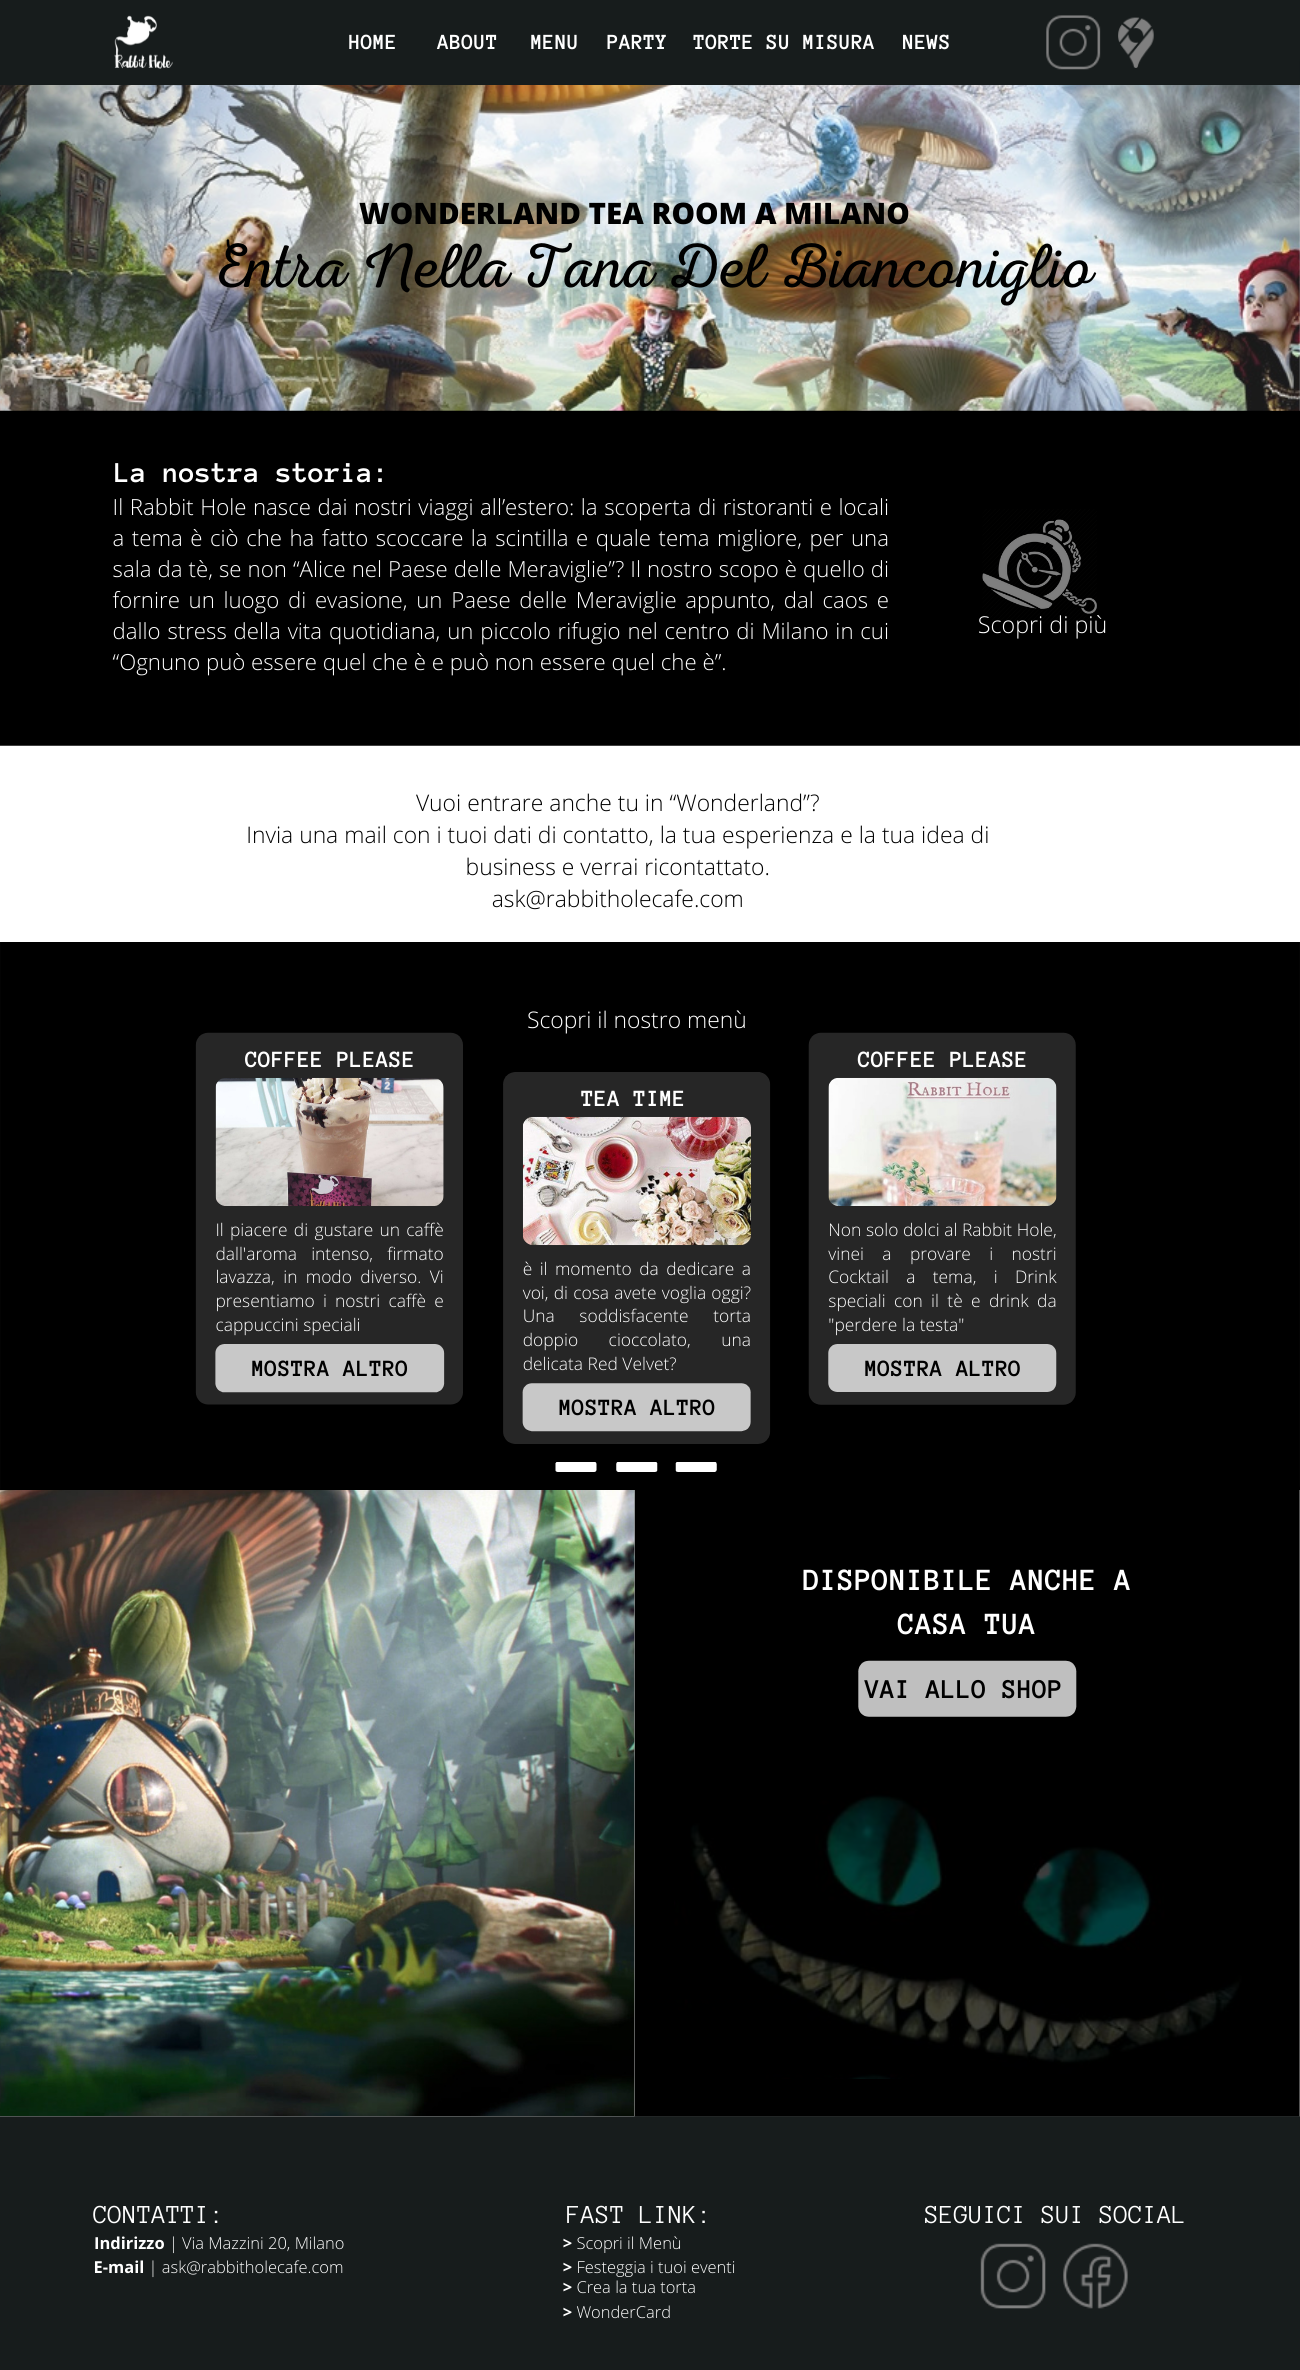 Rabbit Hole
HOME ABOUT MENU PARTY TORTE SU MISURA NEWS
WONDERLAND TEA ROOM A MILANO
Entra Nella Tana Del Bianconiglio
La nostra storia:
Il Rabbit Hole nasce dai nostri viaggi all’estero: la scoperta di ristoranti e locali
a tema è ciò che ha fatto scoccare la scintilla e quale tema migliore, per una
sala da tè, se non “Alice nel Paese delle Meraviglie”? Il nostro scopo è quello di
fornire un luogo di evasione, un Paese delle Meraviglie appunto, dal caos e
dallo stress della vita quotidiana, un piccolo rifugio nel centro di Milano in cui
“Ognuno può essere quel che è e può non essere quel che è”.
Scopri di più
Vuoi entrare anche tu in “Wonderland”?
Invia una mail con i tuoi dati di contatto, la tua esperienza e la tua idea di
business e verrai ricontattato.
ask@rabbitholecafe.com
Scopri il nostro menù
COFFEE PLEASE
2
Il piacere di gustare un caffè
dall'aroma intenso, firmato
lavazza, in modo diverso. Vi
presentiamo i nostri caffè e
cappuccini speciali
MOSTRA ALTRO
TEA TIME
è il momento da dedicare a
voi, di cosa avete voglia oggi?
Una soddisfacente torta
doppio cioccolato, una
delicata Red Velvet?
MOSTRA ALTRO
COFFEE PLEASE
RABBIT HOLE
Non solo dolci al Rabbit Hole,
vinei a provare i nostri
Cocktail a tema, i Drink
speciali con il tè e drink da
"perdere la testa"
MOSTRA ALTRO
DISPONIBILE ANCHE A
CASA TUA
VAI ALLO SHOP
CONTATTI:
Indirizzo | Via Mazzini 20, Milano
E-mail | ask@rabbitholecafe.com
FAST LINK:
> Scopri il Menù
> Festeggia i tuoi eventi
> Crea la tua torta
> WonderCard
SEGUICI SUI SOCIAL